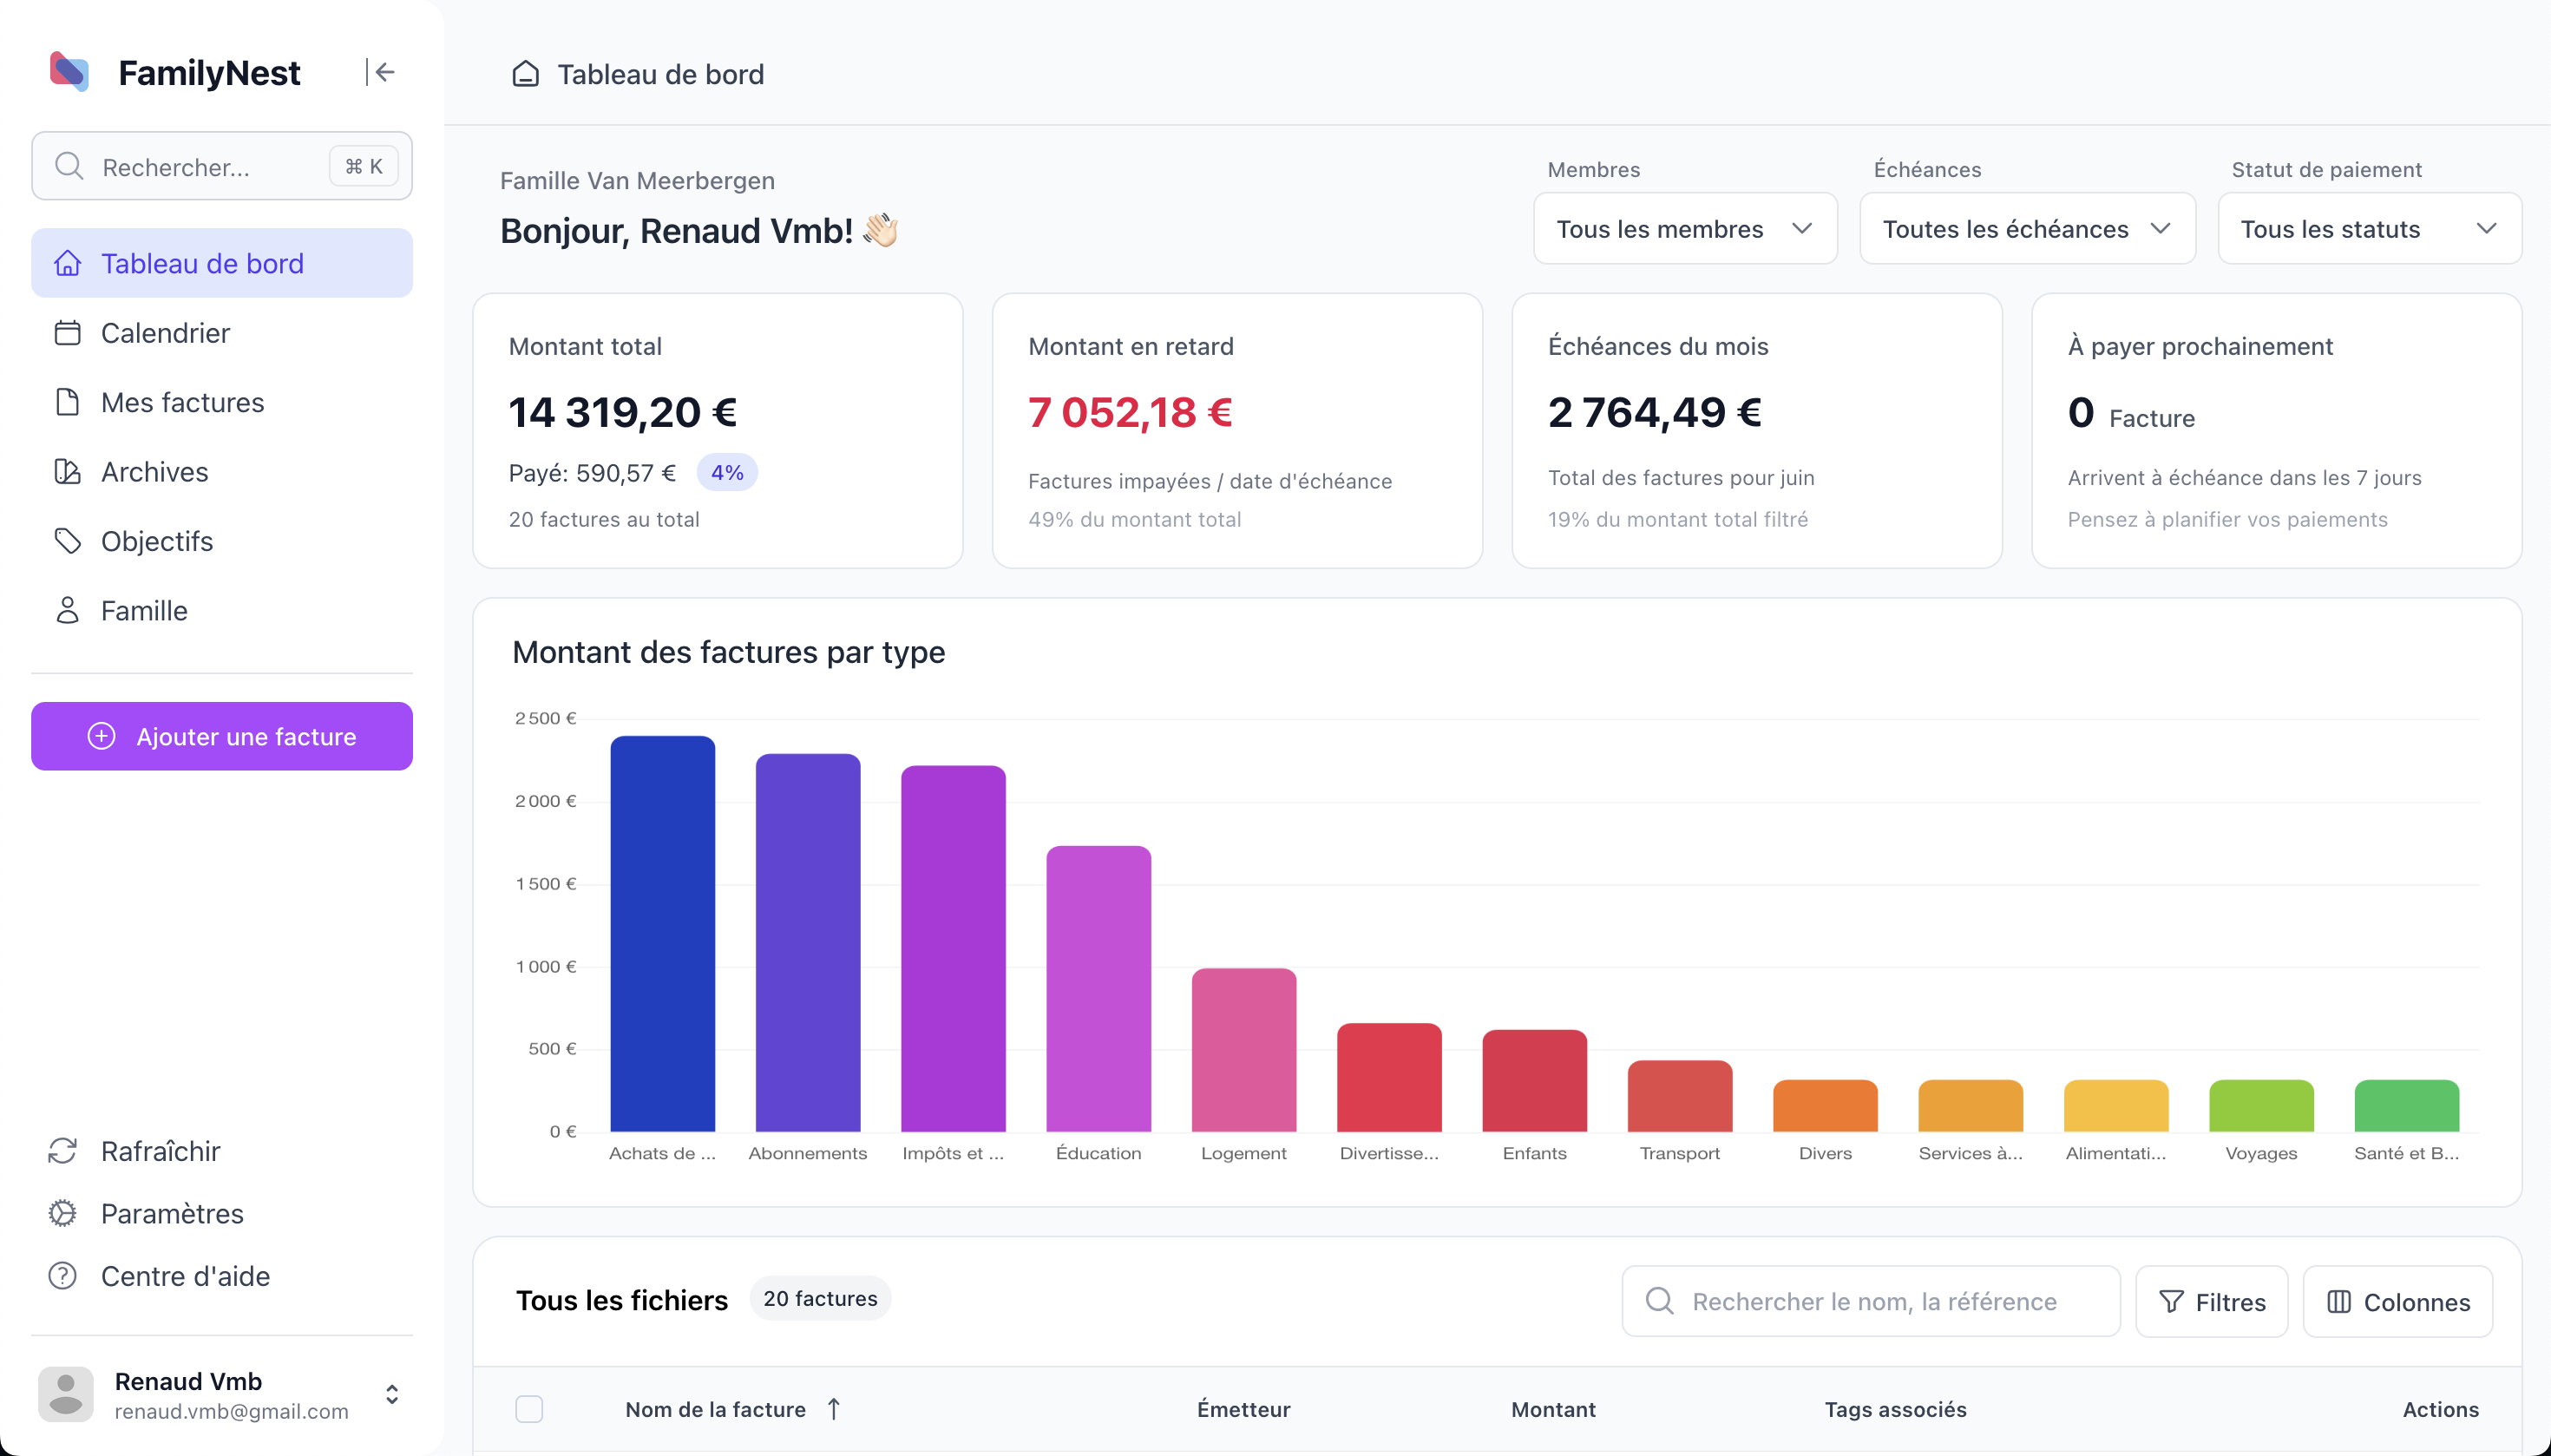 FamilyNest
Rechercher...
⌘ K
Tableau de bord
Calendrier
Mes factures
Archives
Objectifs
Famille
Ajouter une facture
Rafraîchir
Paramètres
Centre d'aide
Renaud Vmb
renaud.vmb@gmail.com
Tableau de bord
Famille Van Meerbergen
Bonjour, Renaud Vmb! 👋🏻
Membres
Tous les membres
Échéances
Toutes les échéances
Statut de paiement
Tous les statuts
Montant total
14 319,20 €
Payé: 590,57 € 4%
20 factures au total
Montant en retard
7 052,18 €
Factures impayées / date d'échéance
49% du montant total
Échéances du mois
2 764,49 €
Total des factures pour juin
19% du montant total filtré
À payer prochainement
0 Facture
Arrivent à échéance dans les 7 jours
Pensez à planifier vos paiements
Montant des factures par type
2 500 €
2 000 €
1 500 €
1 000 €
500 €
0 €
Achats de ... Abonnements Impôts et ... Éducation Logement Divertisse... Enfants Transport Divers Services à... Alimentati... Voyages Santé et B...
Tous les fichiers 20 factures
Rechercher le nom, la référence
Filtres
Colonnes
Nom de la facture ↑ Émetteur Montant Tags associés Actions